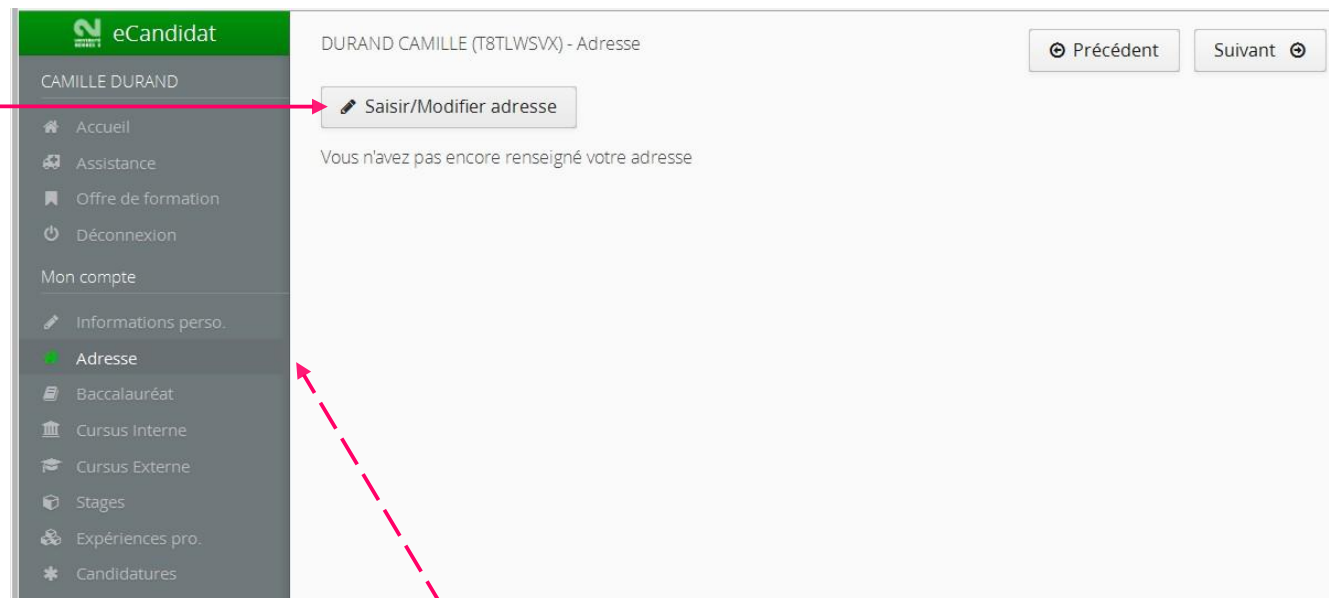 eCandidat
CAMILLE DURAND
Accueil
Assistance
Offre de formation
Déconnexion
Mon compte
Informations perso.
Adresse
Baccalauréat
Cursus Interne
Cursus Externe
Stages
Expériences pro.
Candidatures
DURAND CAMILLE (T8TLWSVX) - Adresse
Précédent
Suivant
Saisir/Modifier adresse
Vous n'avez pas encore renseigné votre adresse